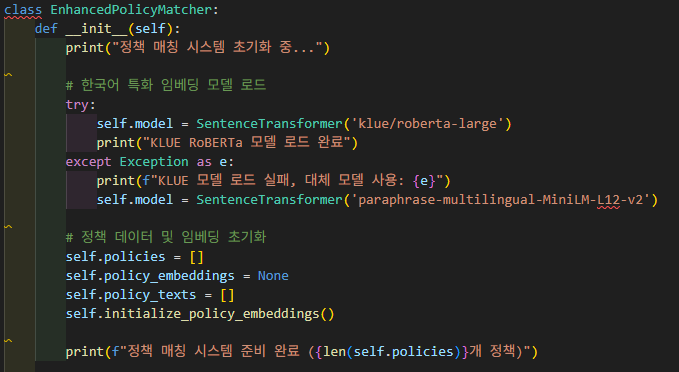 class EnhancedPolicyMatcher:
    def __init__(self):
        print("정책 매칭 시스템 초기화 중...")
        # 한국어 특화 임베딩 모델 로드
        try:
            self.model = SentenceTransformer('klue/roberta-large')
            print("KLUE RoBERTa 모델 로드 완료")
        except Exception as e:
            print(f"KLUE 모델 로드 실패, 대체 모델 사용: {e}")
            self.model = SentenceTransformer('paraphrase-multilingual-MiniLM-L12-v2')
        # 정책 데이터 및 임베딩 초기화
        self.policies = []
        self.policy_embeddings = None
        self.policy_texts = []
        self.initialize_policy_embeddings()
        print(f"정책 매칭 시스템 준비 완료 ({len(self.policies)}개 정책)")